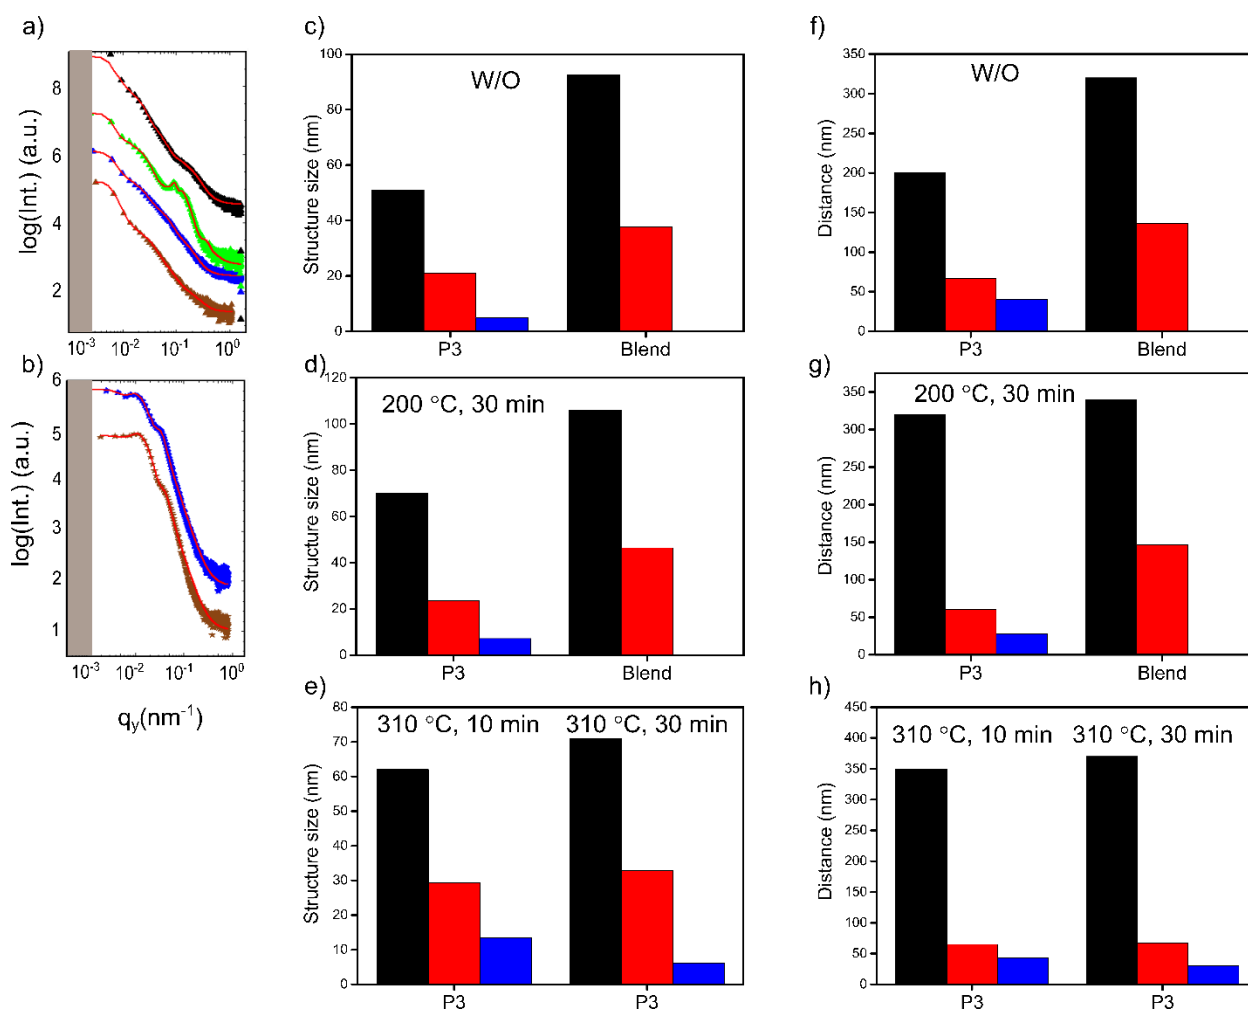 a)
log(Int.) (a.u.)
8
6
4
2
10⁻³ 10⁻² 10⁻¹ 10⁰
b)
log(Int.) (a.u.)
6
5
4
3
2
1
10⁻³ 10⁻² 10⁻¹ 10⁰
qᵧ(nm⁻¹)
c)
W/O
Structure size (nm)
100
80
60
40
20
0
P3 Blend
d)
200 °C, 30 min
Structure size (nm)
120
100
80
60
40
20
0
P3 Blend
e)
310 °C, 10 min 310 °C, 30 min
Structure size (nm)
80
70
60
50
40
30
20
10
0
P3 P3
f)
W/O
Distance (nm)
350
300
250
200
150
100
50
0
P3 Blend
g)
200 °C, 30 min
Distance (nm)
350
300
250
200
150
100
50
0
P3 Blend
h)
310 °C, 10 min 310 °C, 30 min
Distance (nm)
450
400
350
300
250
200
150
100
50
0
P3 P3